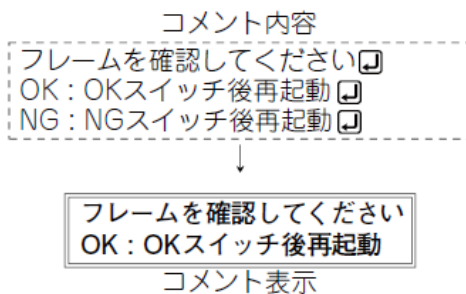 コメント内容
フレームを確認してください↵
OK：OKスイッチ後再起動↵
NG：NGスイッチ後再起動↵
↓
フレームを確認してください
OK：OKスイッチ後再起動
コメント表示